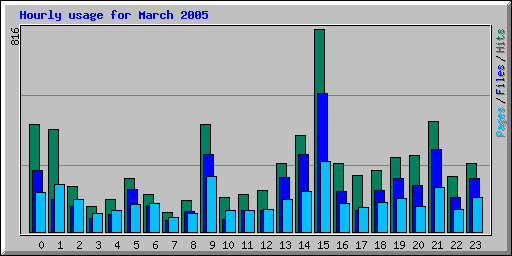 Hourly usage for March 2005
816
Pages / Files / Hits
0 1 2 3 4 5 6 7 8 9 10 11 12 13 14 15 16 17 18 19 20 21 22 23